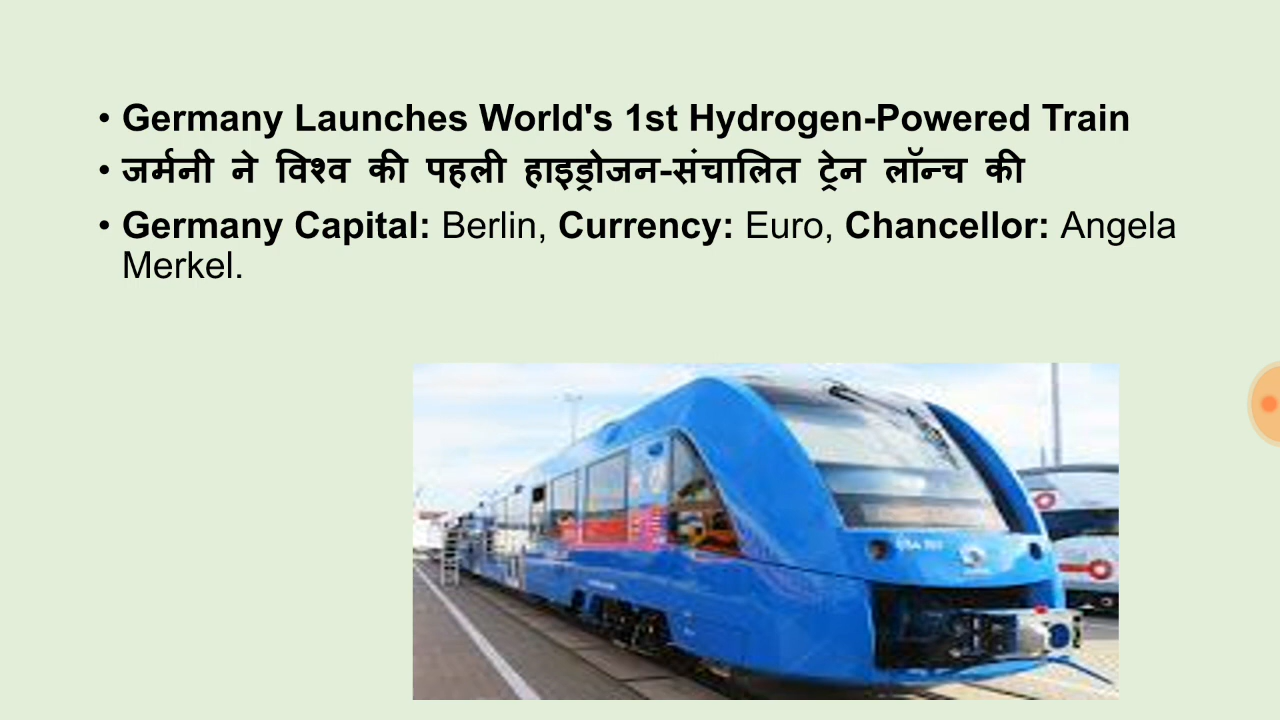 • Germany Launches World's 1st Hydrogen-Powered Train
• जर्मनी ने विश्व की पहली हाइड्रोजन-संचालित ट्रेन लॉन्च की
• Germany Capital: Berlin, Currency: Euro, Chancellor: Angela
Merkel.